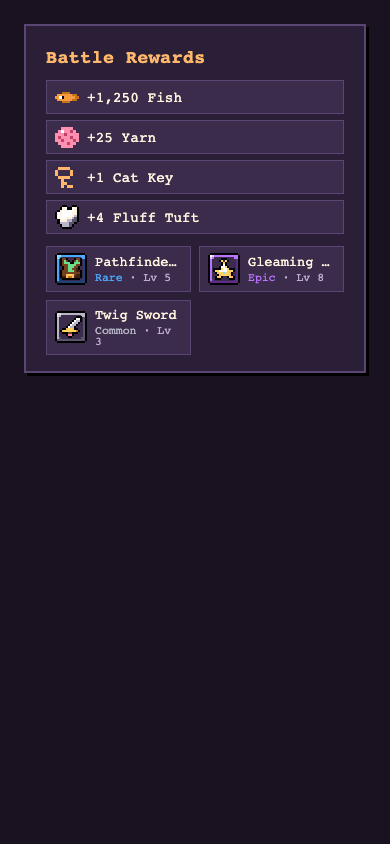 Battle Rewards
+1,250 Fish
+25 Yarn
+1 Cat Key
+4 Fluff Tuft
Pathfinde…
Rare · Lv 5
Gleaming …
Epic · Lv 8
Twig Sword
Common · Lv
3